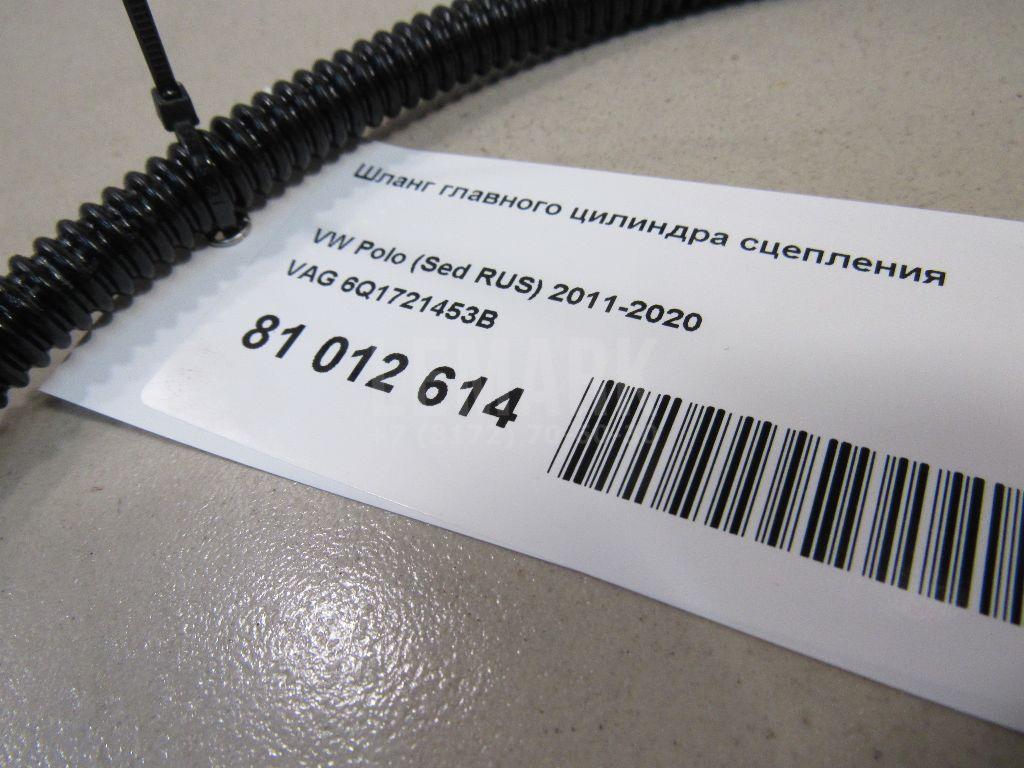 Шланг главного цилиндра сцепления
VW Polo (Sed RUS) 2011-2020
VAG 6Q1721453B
81 012 614